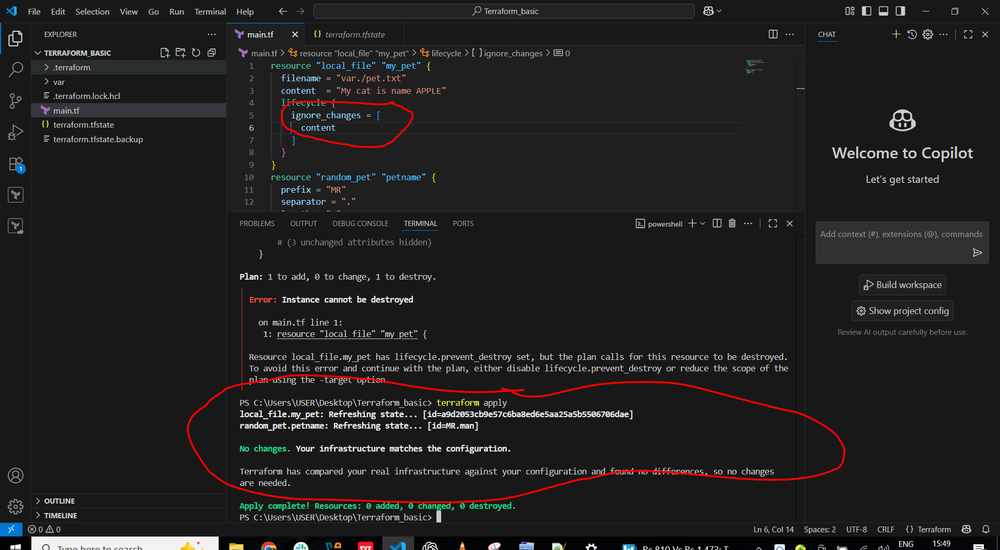 File Edit Selection View Go Run Terminal Help
Terraform_basic
EXPLORER
TERRAFORM_BASIC
.terraform
var
.terraform.lock.hcl
main.tf
terraform.tfstate
terraform.tfstate.backup
OUTLINE
TIMELINE
1
main.tf
terraform.tfstate
main.tf > resource "local_file" "my_pet" > lifecycle > [ ] ignore_changes > 0
1 resource "local_file" "my_pet" {
2 filename = "var./pet.txt"
3 content  = "My cat is name APPLE"
4 lifecycle {
5 ignore_changes = [
6 content
7 ]
8 }
9 }
10 resource "random_pet" "petname" {
11 prefix = "MR"
12 separator = "."
PROBLEMS OUTPUT DEBUG CONSOLE TERMINAL PORTS
powershell
# (3 unchanged attributes hidden)
}
Plan: 1 to add, 0 to change, 1 to destroy.
Error: Instance cannot be destroyed
on main.tf line 1:
1: resource "local_file" "my_pet" {
Resource local_file.my_pet has lifecycle.prevent_destroy set, but the plan calls for this resource to be destroyed.
To avoid this error and continue with the plan, either disable lifecycle.prevent_destroy or reduce the scope of the
plan using the -target option
PS C:\Users\USER\Desktop\Terraform_basic> terraform apply
local_file.my_pet: Refreshing state... [id=a9d2053cb9e57c6ba8ed6e5aa25a5b5506706dae]
random_pet.petname: Refreshing state... [id=MR.man]
No changes. Your infrastructure matches the configuration.
Terraform has compared your real infrastructure against your configuration and found no differences, so no changes
are needed.
Apply complete! Resources: 0 added, 0 changed, 0 destroyed.
PS C:\Users\USER\Desktop\Terraform_basic>
CHAT
Welcome to Copilot
Let's get started
Add context (#), extensions (@), commands
Build workspace
Show project config
Review AI output carefully before use.
0 0
Ln 6, Col 14 Spaces: 2 UTF-8 CRLF { } Terraform
Type here to search
Rs 810 Vs Rs 1,473: T
ENG
15:49